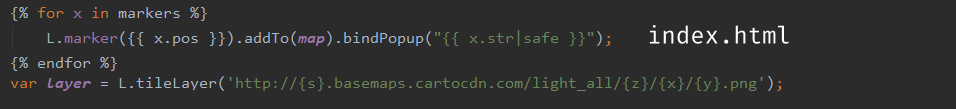 {% for x in markers %}
    L.marker({{ x.pos }}).addTo(map).bindPopup("{{ x.str|safe }}");    index.html
{% endfor %}
var layer = L.tileLayer('http://{s}.basemaps.cartocdn.com/light_all/{z}/{x}/{y}.png');